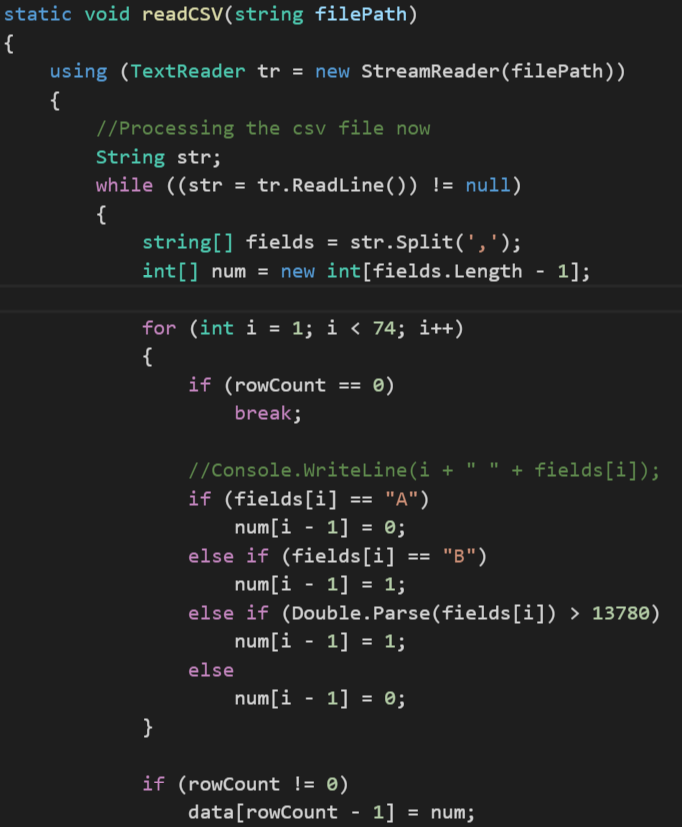 static void readCSV(string filePath)
{
using (TextReader tr = new StreamReader(filePath))
{
//Processing the csv file now
String str;
while ((str = tr.ReadLine()) != null)
{
string[] fields = str.Split(',');
int[] num = new int[fields.Length - 1];
for (int i = 1; i < 74; i++)
{
if (rowCount == 0)
break;
//Console.WriteLine(i + " " + fields[i]);
if (fields[i] == "A")
num[i - 1] = 0;
else if (fields[i] == "B")
num[i - 1] = 1;
else if (Double.Parse(fields[i]) > 13780)
num[i - 1] = 1;
else
num[i - 1] = 0;
}
if (rowCount != 0)
data[rowCount - 1] = num;